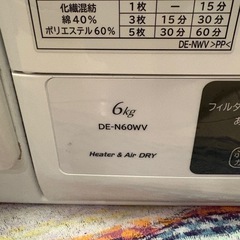 化繊混紡 1枚 — 15分
綿40% 3枚 15分 30分
ポリエステル60% 5枚 30分 60分
DE-NWV >PP<
6kg
DE-N60WV
Heater & Air DRY
フィルタ